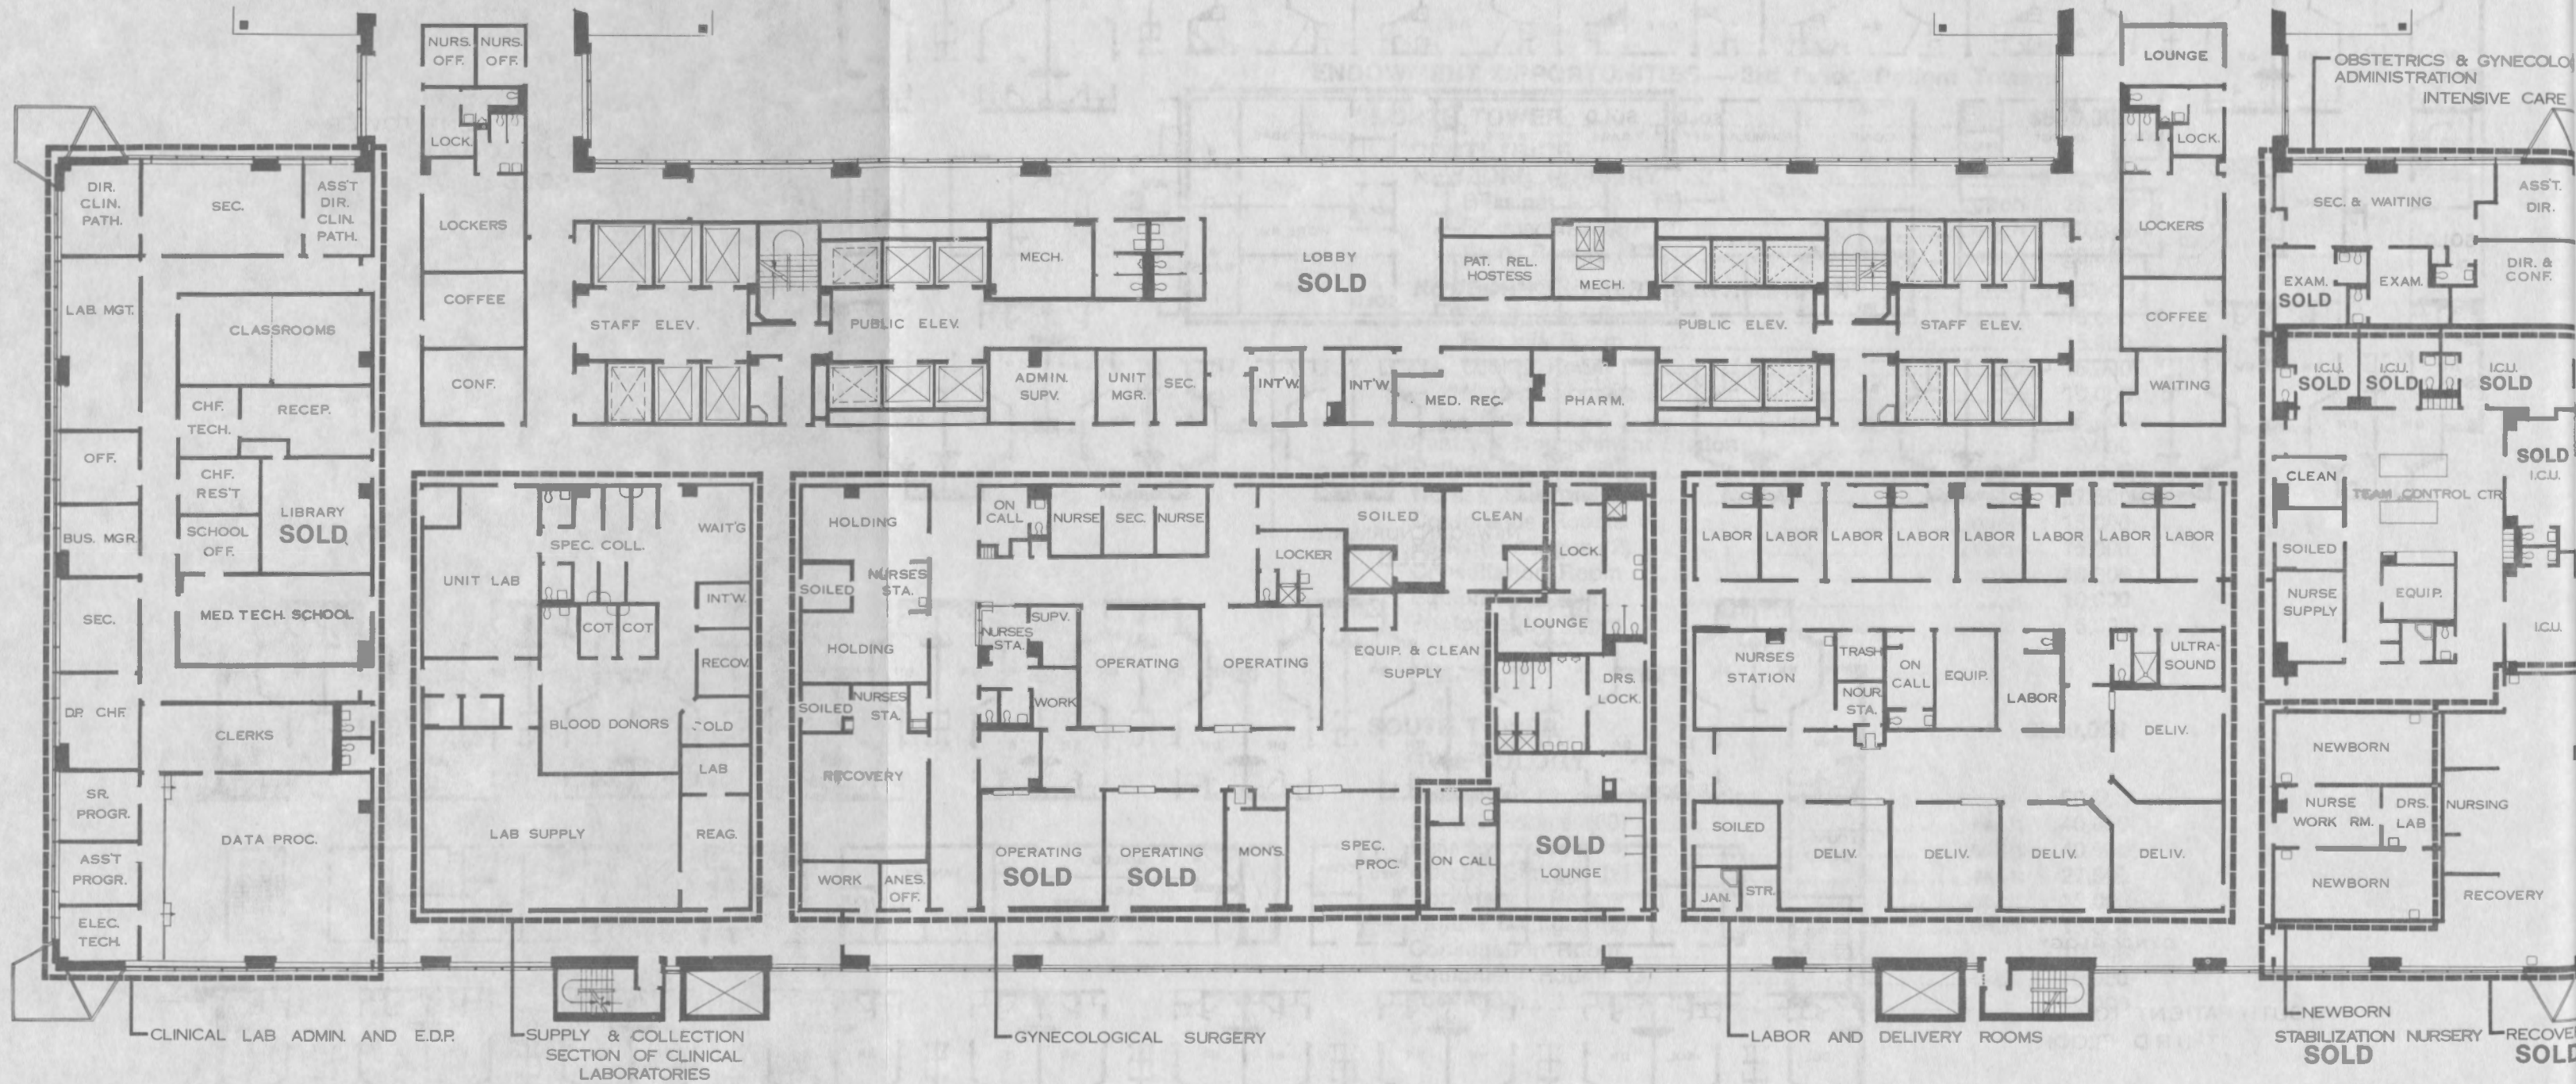 NURS.
OFF.
NURS.
OFF.
LOCK.
LOCKERS
COFFEE
CONF.
LOUNGE
LOCK.
LOCKERS
COFFEE
WAITING
OBSTETRICS & GYNECOLO
ADMINISTRATION
INTENSIVE CARE
DIR.
CLIN.
PATH.
SEC.
ASS'T
DIR.
CLIN.
PATH.
LAB. MGT.
CLASSROOMS
CHF.
TECH.
RECEP.
OFF.
CHF.
RES'T
LIBRARY
SOLD
BUS. MGR.
SCHOOL
OFF.
SEC.
MED. TECH. SCHOOL
D.P. CHF.
CLERKS
SR.
PROGR.
DATA PROC.
ASS'T
PROGR.
ELEC.
TECH.
STAFF ELEV.
PUBLIC ELEV.
MECH.
LOBBY
SOLD
PAT. REL.
HOSTESS
MECH.
PUBLIC ELEV.
STAFF ELEV.
ADMIN.
SUPV.
UNIT
MGR.
SEC.
INT'W.
INT'W.
MED. REC.
PHARM.
SEC. & WAITING
ASS'T.
DIR.
EXAM.
SOLD
EXAM.
DIR. &
CONF.
I.C.U.
SOLD
I.C.U.
SOLD
I.C.U.
SOLD
SOLD
I.C.U.
CLEAN
TEAM CONTROL CTR
SOILED
NURSE
SUPPLY
EQUIP.
I.C.U.
UNIT LAB
SPEC. COLL.
WAIT'G
INT'W.
COT
COT
RECOV.
BLOOD DONORS
COLD
LAB
LAB SUPPLY
REAG.
HOLDING
SOILED
NURSES
STA.
HOLDING
SOILED
NURSES
STA.
RECOVERY
WORK
ANES.
OFF.
ON
CALL
NURSE
SEC.
NURSE
LOCKER
SOILED
CLEAN
LOCK.
NURSES
STA.
SUPV.
OPERATING
OPERATING
EQUIP. & CLEAN
SUPPLY
LOUNGE
WORK
DRS.
LOCK.
OPERATING
SOLD
OPERATING
SOLD
MON'S.
SPEC.
PROC.
ON CALL
SOLD
LOUNGE
LABOR
LABOR
LABOR
LABOR
LABOR
LABOR
LABOR
LABOR
NURSES
STATION
TRASH
NOUR.
STA.
ON
CALL
EQUIP.
LABOR
ULTRA-
SOUND
DELIV.
SOILED
JAN.
STR.
DELIV.
DELIV.
DELIV.
DELIV.
NEWBORN
NURSE
WORK RM.
DRS.
LAB
NURSING
NEWBORN
RECOVERY
CLINICAL LAB ADMIN. AND E.D.P.
SUPPLY & COLLECTION
SECTION OF CLINICAL
LABORATORIES
GYNECOLOGICAL SURGERY
LABOR AND DELIVERY ROOMS
NEWBORN
STABILIZATION NURSERY
SOLD
RECOVE
SOLD